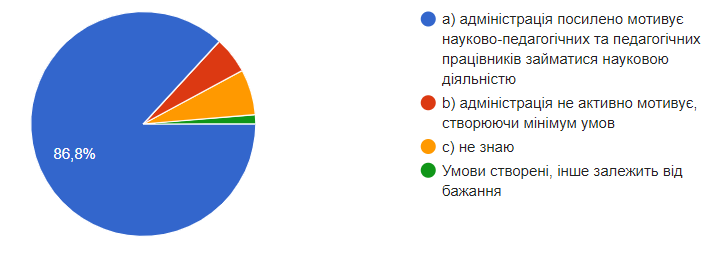 86,8%
a) адміністрація посилено мотивує
науково-педагогічних та педагогічних
працівників займатися науковою
діяльністю
b) адміністрація не активно мотивує,
створюючи мінімум умов
c) не знаю
Умови створені, інше залежить від
бажання